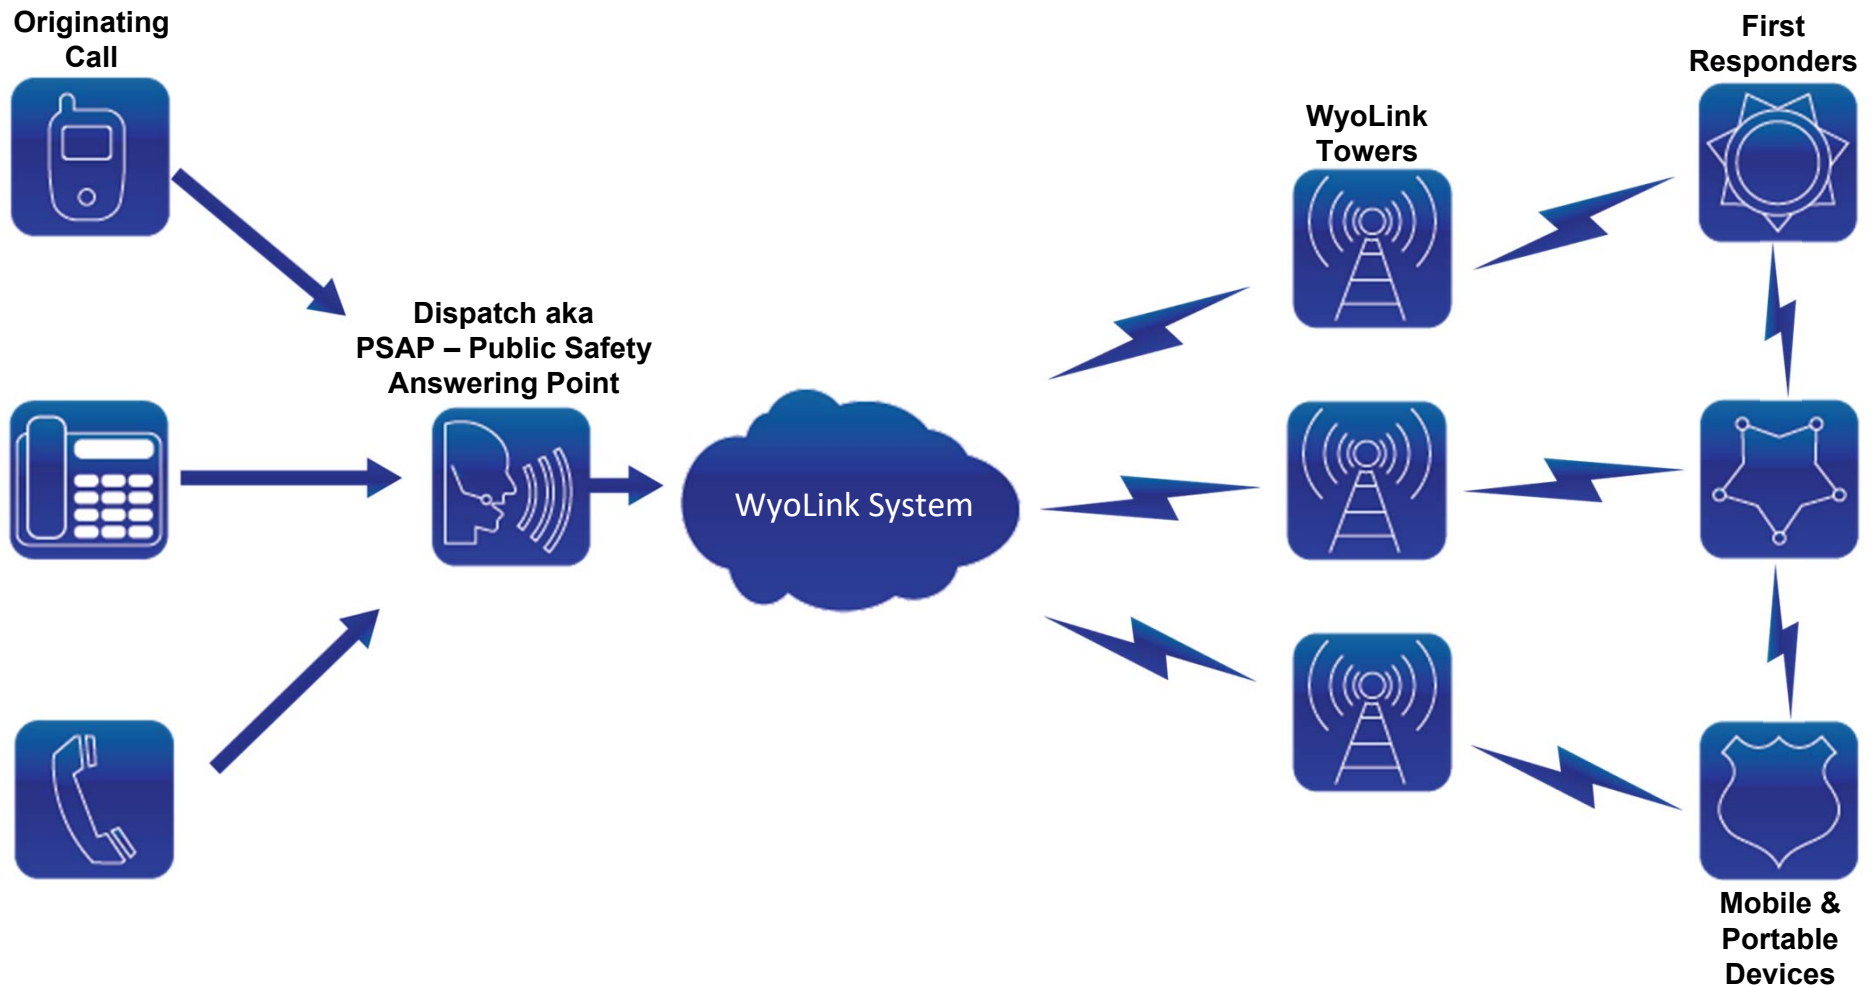 Originating
Call
First
Responders
WyoLink
Towers
Dispatch aka
PSAP – Public Safety
Answering Point
WyoLink System
Mobile &
Portable
Devices